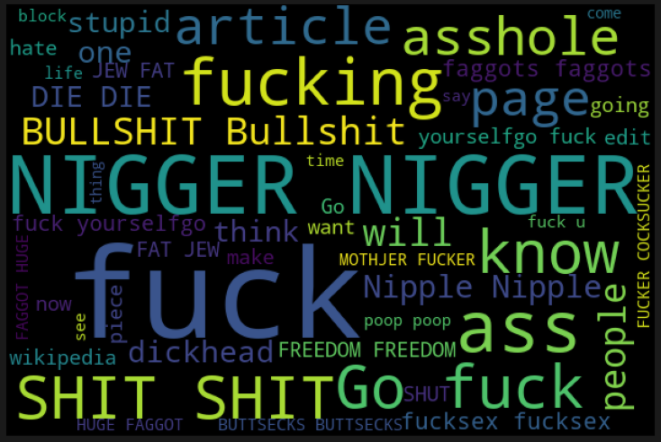 block
stupid
article
come
hate
one
asshole
life
JEW FAT
fucking
faggots faggots
DIE DIE
say
page
going
BULLSHIT Bullshit
yourselfgo fuck
edit
NIGGER NIGGER
thing
time
Go
fuck yourselfgo
think
want
will
fuck u
know
FUCKER COCKSUCKER
FAGGOT HUGE
FAT JEW
make
MOTHJER FUCKER
fuck
Nipple Nipple
now
see
piece
poop poop
ass
people
wikipedia
dickhead
FREEDOM FREEDOM
SHIT SHIT
Go
SHUT
fuck
HUGE FAGGOT
BUTTSECKS BUTTSECKS
fucksex fucksex